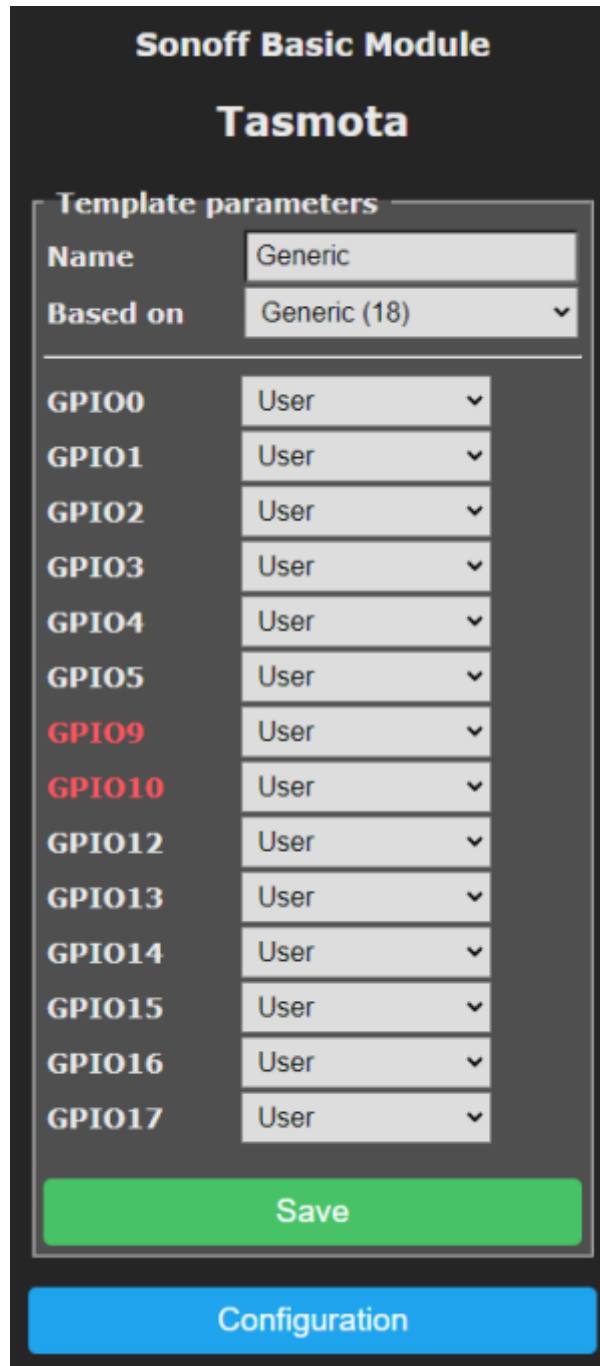 Sonoff Basic Module
Tasmota
Template parameters
Name Generic
Based on Generic (18)
GPIO0 User
GPIO1 User
GPIO2 User
GPIO3 User
GPIO4 User
GPIO5 User
GPIO9 User
GPIO10 User
GPIO12 User
GPIO13 User
GPIO14 User
GPIO15 User
GPIO16 User
GPIO17 User
Save
Configuration